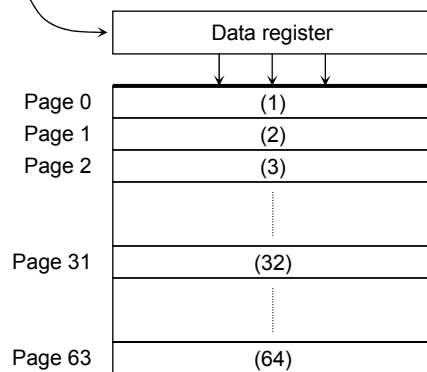 Data register
Page 0 (1)
Page 1 (2)
Page 2 (3)
Page 31 (32)
Page 63 (64)